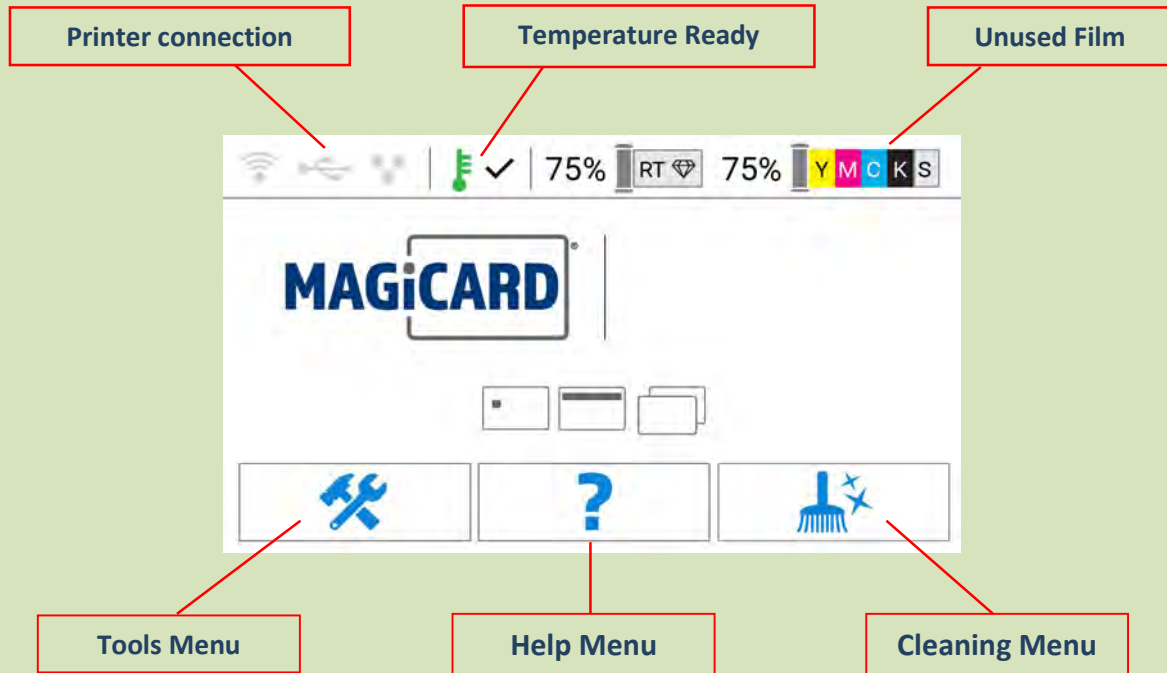 Printer connection
Temperature Ready
Unused Film
75% RT 75% Y M C K S
MAGiCARD®
?
Tools Menu
Help Menu
Cleaning Menu